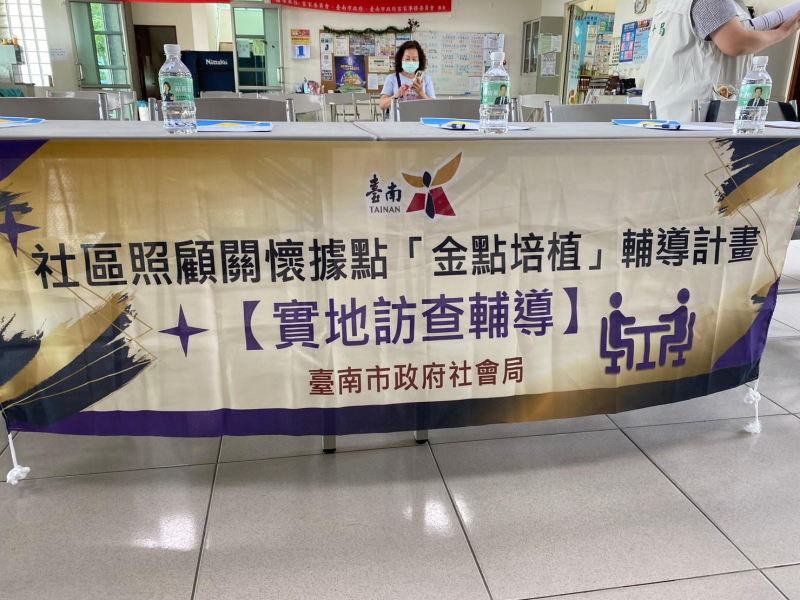 Nittaku
臺南
TAINAN
社區照顧關懷據點「金點培植」輔導計畫
【實地訪查輔導】
臺南市政府社會局